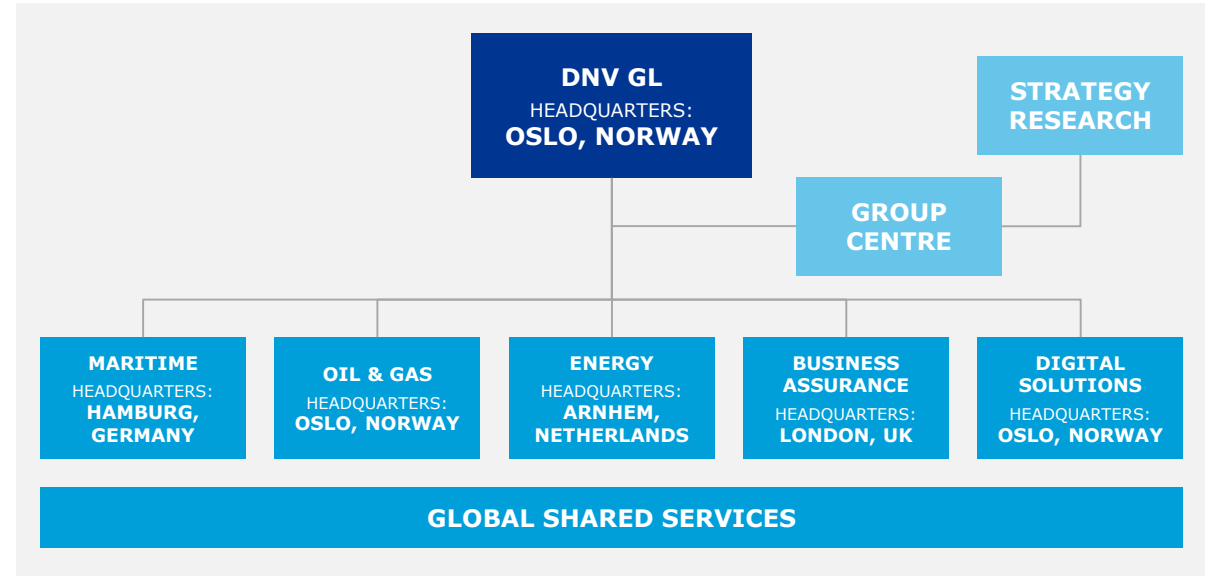 DNV GL
HEADQUARTERS:
OSLO, NORWAY
STRATEGY
RESEARCH
GROUP
CENTRE
MARITIME
HEADQUARTERS:
HAMBURG,
GERMANY
OIL & GAS
HEADQUARTERS:
OSLO, NORWAY
ENERGY
HEADQUARTERS:
ARNHEM,
NETHERLANDS
BUSINESS
ASSURANCE
HEADQUARTERS:
LONDON, UK
DIGITAL
SOLUTIONS
HEADQUARTERS:
OSLO, NORWAY
GLOBAL SHARED SERVICES